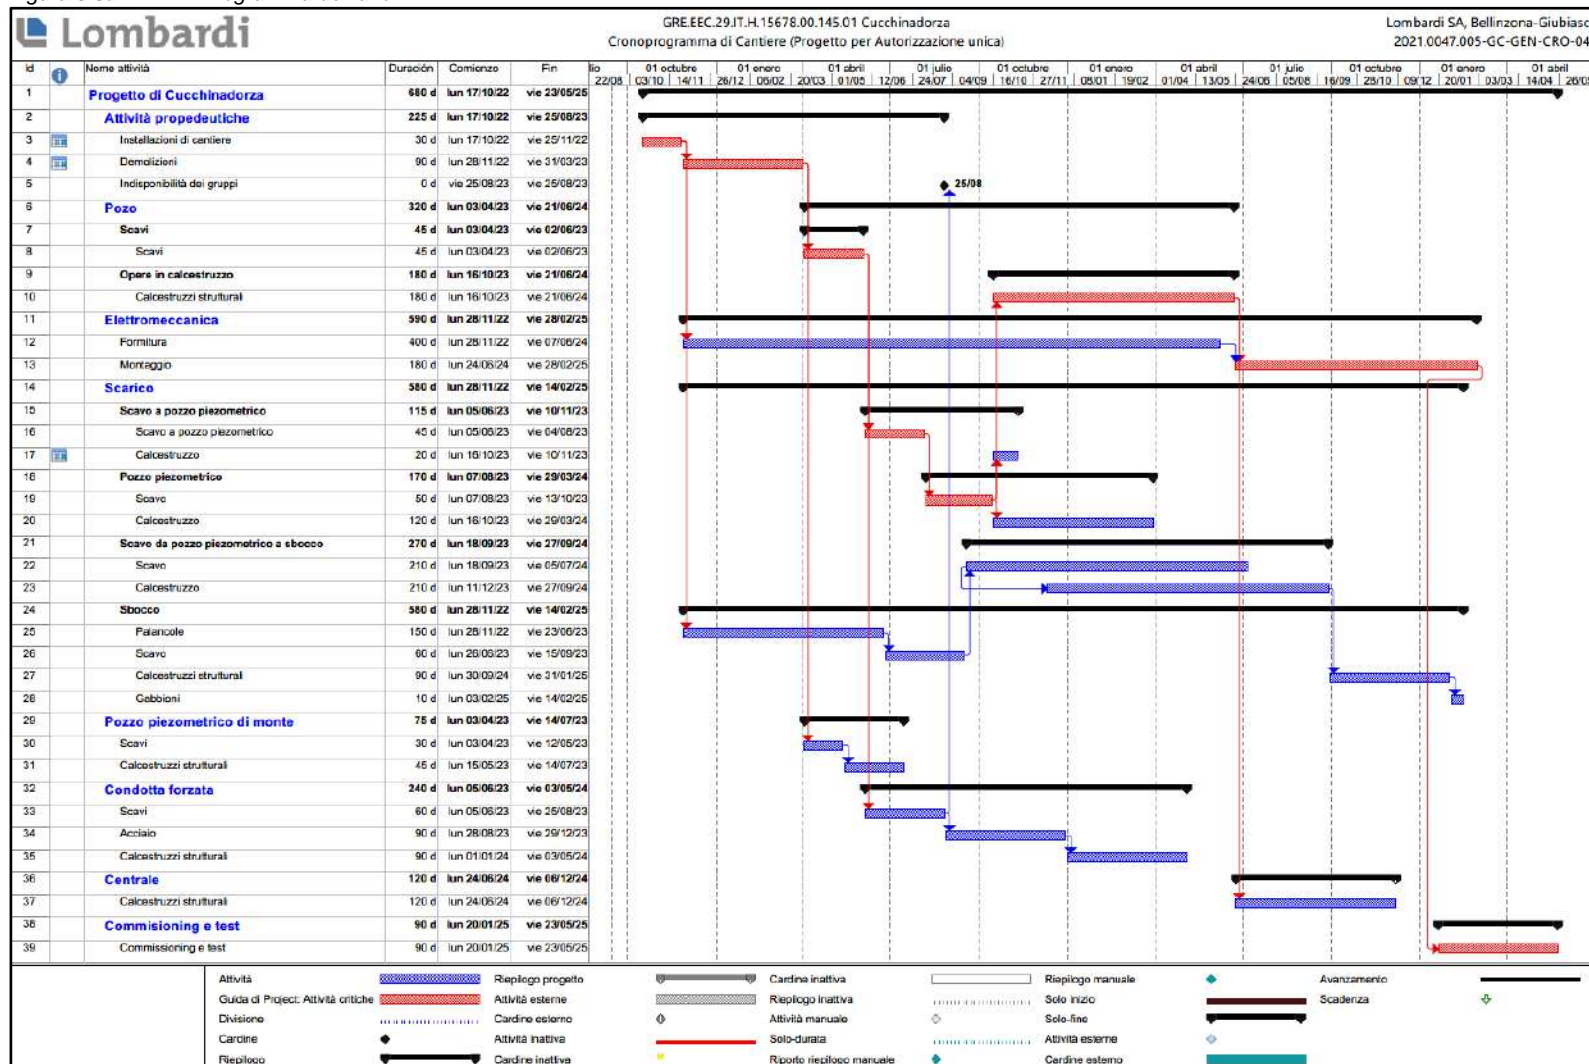 Lombardi
GRE.EEC.29.IT.H.15678.00.145.01 Cucchinadorza
Cronoprogramma di Cantiere (Progetto per Autorizzazione unica)
Lombardi SA, Bellinzona-Giubiasco
2021.0047.005-GC-GEN-CRO-04
Id Nome attività Duración Comienzo Fin
lio 01 octubre 01 enero 01 abril 01 julio 01 octubre 01 enero 01 abril 01 julio 01 octubre 01 enero 01 abril
22/08 03/10 14/11 26/12 06/02 20/03 01/05 12/06 24/07 04/09 16/10 27/11 08/01 19/02 01/04 13/05 24/06 05/08 16/09 28/10 09/12 20/01 03/03 14/04 26/05
1 Progetto di Cucchinadorza 680 d lun 17/10/22 vie 23/05/25
2 Attività propedeutiche 225 d lun 17/10/22 vie 25/08/23
3 Installazioni di cantiere 30 d lun 17/10/22 vie 25/11/22
4 Demolizioni 90 d lun 28/11/22 vie 31/03/23
5 Indisponibilità dei gruppi 0 d vie 25/08/23 vie 25/08/23 25/08
6 Pozo 320 d lun 03/04/23 vie 21/06/24
7 Scavi 45 d lun 03/04/23 vie 02/06/23
8 Scavi 45 d lun 03/04/23 vie 02/06/23
9 Opere in calcestruzzo 180 d lun 16/10/23 vie 21/06/24
10 Calcestruzzi strutturali 180 d lun 16/10/23 vie 21/06/24
11 Elettromeccanica 590 d lun 28/11/22 vie 28/02/25
12 Fornitura 400 d lun 28/11/22 vie 07/06/24
13 Montaggio 180 d lun 24/06/24 vie 28/02/25
14 Scarico 580 d lun 28/11/22 vie 14/02/25
15 Scavo a pozzo piezometrico 115 d lun 05/06/23 vie 10/11/23
16 Scavo a pozzo piezometrico 45 d lun 05/06/23 vie 04/08/23
17 Calcestruzzo 20 d lun 16/10/23 vie 10/11/23
18 Pozzo piezometrico 170 d lun 07/08/23 vie 29/03/24
19 Scavo 50 d lun 07/08/23 vie 13/10/23
20 Calcestruzzo 120 d lun 16/10/23 vie 29/03/24
21 Scavo da pozzo piezometrico a sbocco 270 d lun 18/09/23 vie 27/09/24
22 Scavo 210 d lun 18/09/23 vie 05/07/24
23 Calcestruzzo 210 d lun 11/12/23 vie 27/09/24
24 Sbocco 580 d lun 28/11/22 vie 14/02/25
25 Palancole 150 d lun 28/11/22 vie 23/06/23
26 Scavo 60 d lun 26/06/23 vie 15/09/23
27 Calcestruzzi strutturali 90 d lun 30/09/24 vie 31/01/25
28 Gabbioni 10 d lun 03/02/25 vie 14/02/25
29 Pozzo piezometrico di monte 75 d lun 03/04/23 vie 14/07/23
30 Scavi 30 d lun 03/04/23 vie 12/05/23
31 Calcestruzzi strutturali 45 d lun 15/05/23 vie 14/07/23
32 Condotta forzata 240 d lun 05/06/23 vie 03/05/24
33 Scavi 60 d lun 05/06/23 vie 25/08/23
34 Acciaio 90 d lun 28/08/23 vie 29/12/23
35 Calcestruzzi strutturali 90 d lun 01/01/24 vie 03/05/24
36 Centrale 120 d lun 24/06/24 vie 06/12/24
37 Calcestruzzi strutturali 120 d lun 24/06/24 vie 06/12/24
38 Commisioning e test 90 d lun 20/01/25 vie 23/05/25
39 Commissioning e test 90 d lun 20/01/25 vie 23/05/25
Attività Riepilogo progetto Cardine inattiva Riepilogo manuale Avanzamento
Guida di Project: Attività critiche Attività esterne Riepilogo inattiva Solo inizio Scadenza
Divisione Cardine esterno Attività manuale Solo-fine
Cardine Attività inattiva Solo-durata Attività esterne
Riepilogo Cardine inattiva Riporto riepilogo manuale Cardine esterno